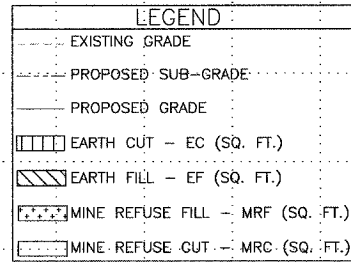 LEGEND
EXISTING GRADE
PROPOSED SUB-GRADE
PROPOSED GRADE
EARTH CUT - EC (SQ. FT.)
EARTH FILL - EF (SQ. FT.)
MINE REFUSE FILL - MRF (SQ. FT.)
MINE REFUSE CUT - MRC (SQ. FT.)